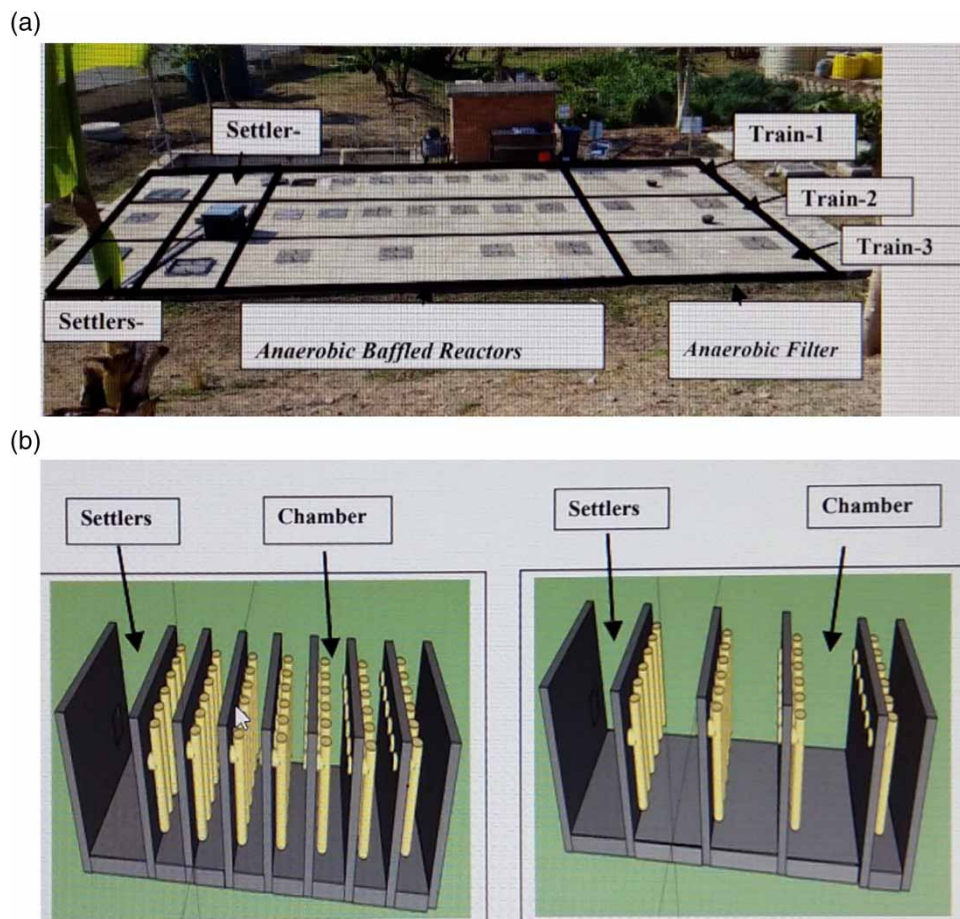 (a)
Settler-
Train-1
Train-2
Train-3
Settlers-
Anaerobic Baffled Reactors
Anaerobic Filter
(b)
Settlers
Chamber
Settlers
Chamber